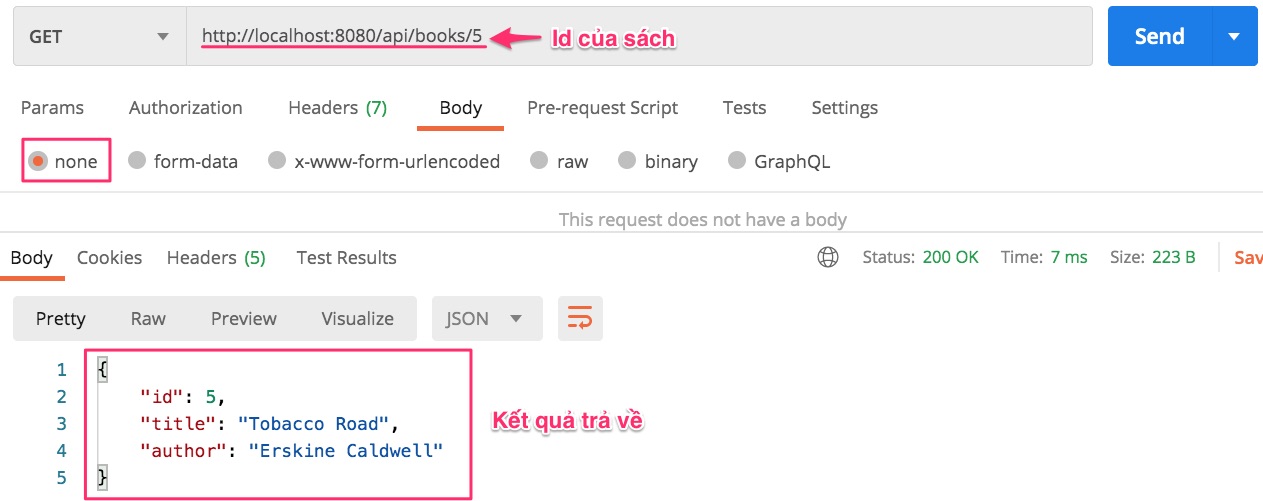 GET http://localhost:8080/api/books/5 Id của sách Send
Params Authorization Headers (7) Body Pre-request Script Tests Settings
none form-data x-www-form-urlencoded raw binary GraphQL
This request does not have a body
Body Cookies Headers (5) Test Results Status: 200 OK Time: 7 ms Size: 223 B Sav
Pretty Raw Preview Visualize JSON
1 {
2 "id": 5,
3 "title": "Tobacco Road", Kết quả trả về
4 "author": "Erskine Caldwell"
5 }